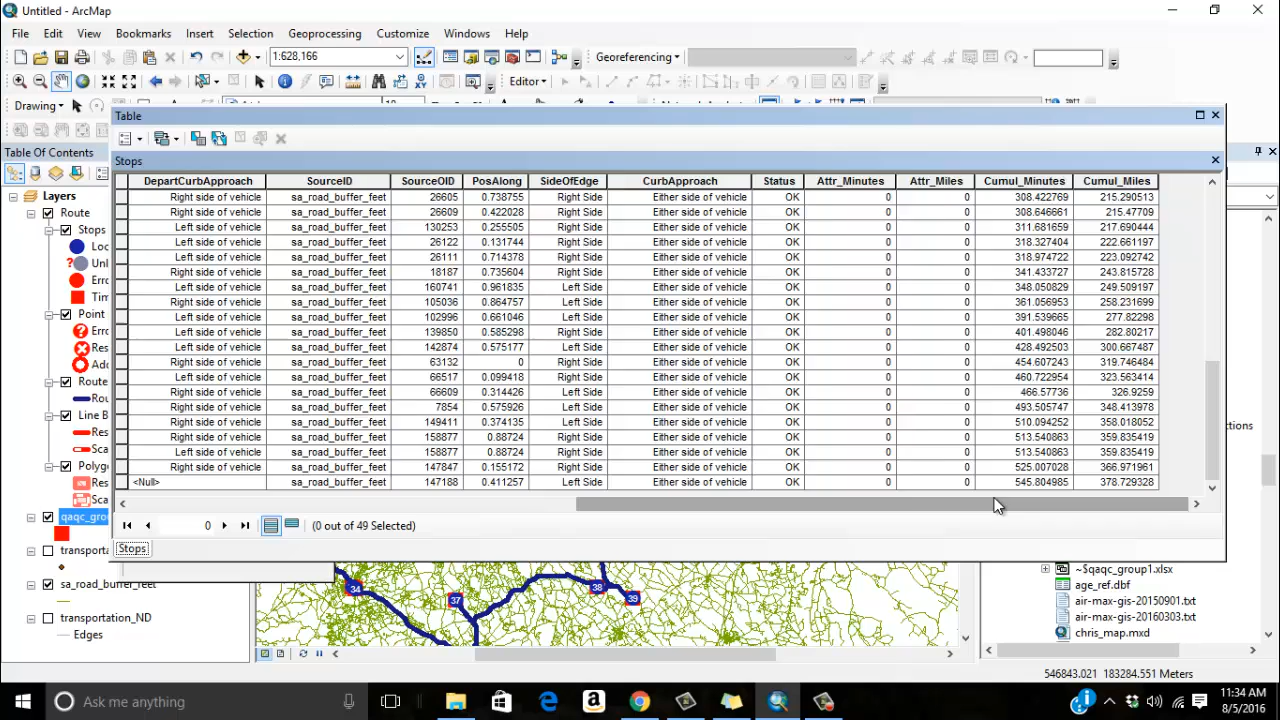 Untitled - ArcMap
File Edit View Bookmarks Insert Selection Geoprocessing Customize Windows Help
1:628,166 Georeferencing
Editor
Drawing
Table
Table Of Contents
Stops
DepartCurbApproach SourceID SourceOID PosAlong SideOfEdge CurbApproach Status Attr_Minutes Attr_Miles Cumul_Minutes Cumul_Miles
Right side of vehicle sa_road_buffer_feet 26605 0.738755 Right Side Either side of vehicle OK 0 0 308.422769 215.290513
Right side of vehicle sa_road_buffer_feet 26609 0.422028 Right Side Either side of vehicle OK 0 0 308.646661 215.47709
Left side of vehicle sa_road_buffer_feet 130253 0.255505 Right Side Either side of vehicle OK 0 0 311.681659 217.690444
Left side of vehicle sa_road_buffer_feet 26122 0.131744 Right Side Either side of vehicle OK 0 0 318.327404 222.661197
Left side of vehicle sa_road_buffer_feet 26111 0.714378 Right Side Either side of vehicle OK 0 0 318.974722 223.092742
Right side of vehicle sa_road_buffer_feet 18187 0.735604 Right Side Either side of vehicle OK 0 0 341.433727 243.815728
Left side of vehicle sa_road_buffer_feet 160741 0.961835 Left Side Either side of vehicle OK 0 0 348.050829 249.509197
Right side of vehicle sa_road_buffer_feet 105036 0.864757 Left Side Either side of vehicle OK 0 0 361.056953 258.231699
Left side of vehicle sa_road_buffer_feet 102996 0.661046 Left Side Either side of vehicle OK 0 0 391.539665 277.82298
Right side of vehicle sa_road_buffer_feet 139850 0.585298 Right Side Either side of vehicle OK 0 0 401.498046 282.80217
Left side of vehicle sa_road_buffer_feet 142874 0.575177 Left Side Either side of vehicle OK 0 0 428.492503 300.667487
Right side of vehicle sa_road_buffer_feet 63132 0 Right Side Either side of vehicle OK 0 0 454.607243 319.746484
Left side of vehicle sa_road_buffer_feet 66517 0.099418 Right Side Either side of vehicle OK 0 0 460.722954 323.563414
Right side of vehicle sa_road_buffer_feet 66609 0.314426 Left Side Either side of vehicle OK 0 0 466.57736 326.9259
Right side of vehicle sa_road_buffer_feet 7854 0.575926 Left Side Either side of vehicle OK 0 0 493.505747 348.413978
Right side of vehicle sa_road_buffer_feet 149411 0.374135 Left Side Either side of vehicle OK 0 0 510.094252 358.018052
Right side of vehicle sa_road_buffer_feet 158877 0.88724 Right Side Either side of vehicle OK 0 0 513.540863 359.835419
Left side of vehicle sa_road_buffer_feet 158877 0.88724 Left Side Either side of vehicle OK 0 0 513.540863 359.835419
Right side of vehicle sa_road_buffer_feet 147847 0.155172 Right Side Either side of vehicle OK 0 0 525.007028 366.971961
<Null> sa_road_buffer_feet 147188 0.411257 Left Side Either side of vehicle OK 0 0 545.804985 378.729328
0 (0 out of 49 Selected)
Stops
Layers
Route
Stops
Loc
Unl
Erro
Tim
Point
Erro
Res
Ado
Route
Rou
Line B
Res
Sca
Polyg
Res
Sca
qaqc_grou
transporta
sa_road_buffer_feet
transportation_ND
Edges
34 37 38 39
ctions
~$qaqc_group1.xlsx
age_ref.dbf
air-max-gis-20150901.txt
air-max-gis-20160303.txt
chris_map.mxd
546843.021 183284.551 Meters
Ask me anything
11:34 AM
8/5/2016